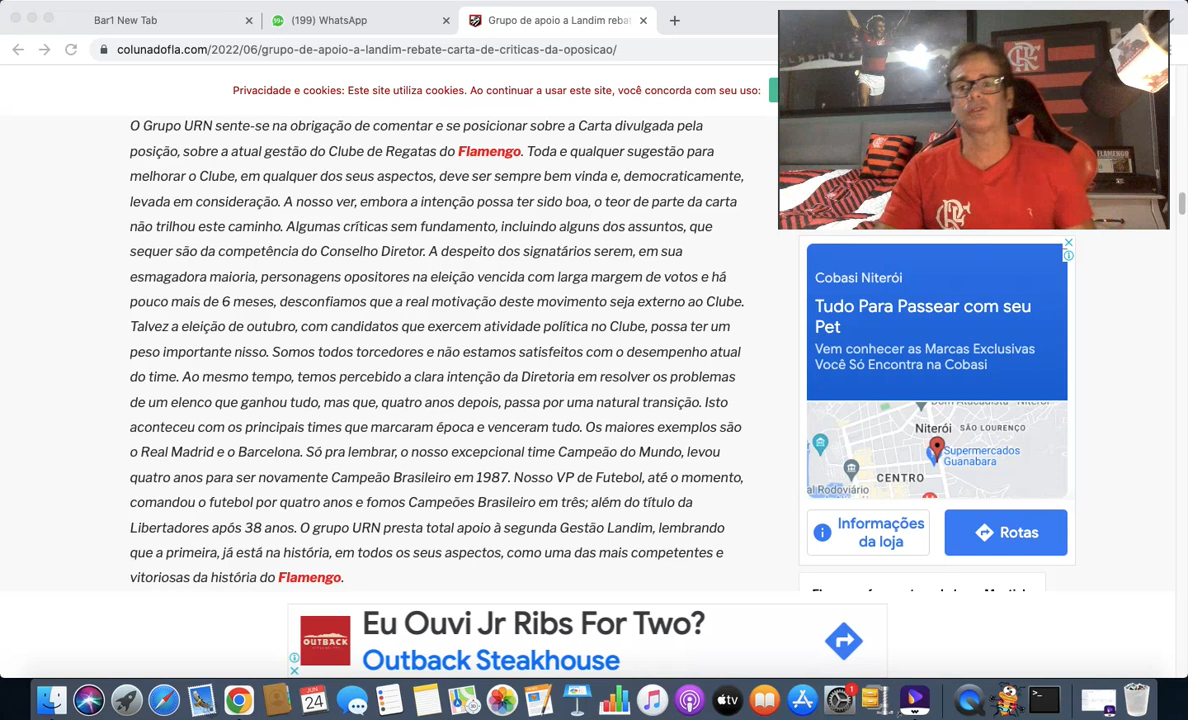 Bar1 New Tab
(199) WhatsApp
Grupo de apoio a Landim rebat
colunadofla.com/2022/06/grupo-de-apoio-a-landim-rebate-carta-de-criticas-da-oposicao/
Privacidade e cookies: Este site utiliza cookies. Ao continuar a usar este site, você concorda com seu uso:
O Grupo URN sente-se na obrigação de comentar e se posicionar sobre a Carta divulgada pela
posição, sobre a atual gestão do Clube de Regatas do Flamengo. Toda e qualquer sugestão para
melhorar o Clube, em qualquer dos seus aspectos, deve ser sempre bem vinda e, democraticamente,
levada em consideração. A nosso ver, embora a intenção possa ter sido boa, o teor de parte da carta
não trilhou este caminho. Algumas críticas sem fundamento, incluindo alguns dos assuntos, que
sequer são da competência do Conselho Diretor. A despeito dos signatários serem, em sua
esmagadora maioria, personagens opositores na eleição vencida com larga margem de votos e há
pouco mais de 6 meses, desconfiamos que a real motivação deste movimento seja externo ao Clube.
Talvez a eleição de outubro, com candidatos que exercem atividade política no Clube, possa ter um
peso importante nisso. Somos todos torcedores e não estamos satisfeitos com o desempenho atual
do time. Ao mesmo tempo, temos percebido a clara intenção da Diretoria em resolver os problemas
de um elenco que ganhou tudo, mas que, quatro anos depois, passa por uma natural transição. Isto
aconteceu com os principais times que marcaram época e venceram tudo. Os maiores exemplos são
o Real Madrid e o Barcelona. Só pra lembrar, o nosso excepcional time Campeão do Mundo, levou
quatro anos para ser novamente Campeão Brasileiro em 1987. Nosso VP de Futebol, até o momento,
comandou o futebol por quatro anos e fomos Campeões Brasileiro em três; além do título da
Libertadores após 38 anos. O grupo URN presta total apoio à segunda Gestão Landim, lembrando
que a primeira, já está na história, em todos os seus aspectos, como uma das mais competentes e
vitoriosas da história do Flamengo.
FLAMENGO
Cobasi Niterói
Tudo Para Passear com seu
Pet
Vem conhecer as Marcas Exclusivas
Você Só Encontra na Cobasi
Niterói
SÃO LOURENÇO
Supermercados
Guanabara
CENTRO
al Rodoviário
Informações
da loja
Rotas
OUTBACK
Eu Ouvi Jr Ribs For Two?
Outback Steakhouse
JUN
24
tv
1